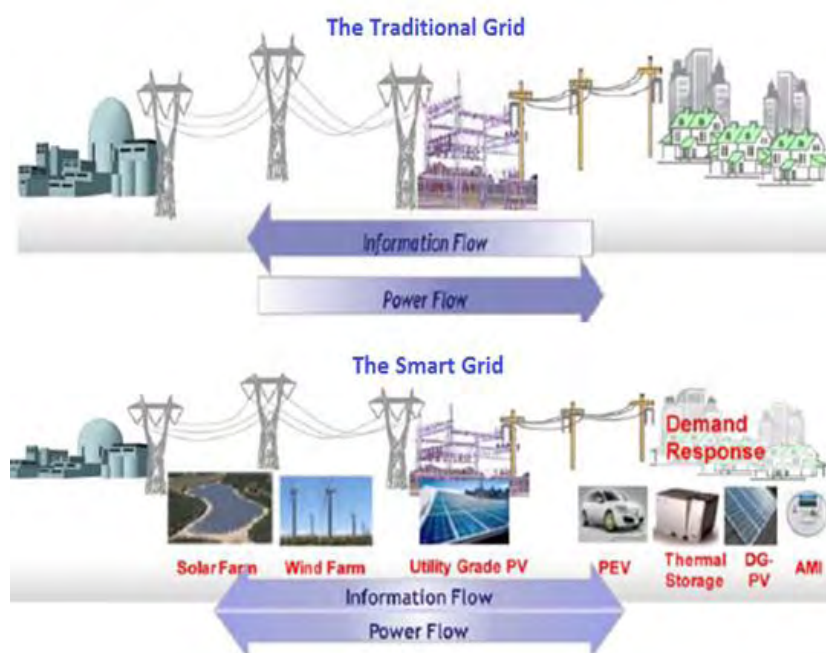 The Traditional Grid
Information Flow
Power Flow
The Smart Grid
Demand
Response
Solar Farm
Wind Farm
Utility Grade PV
PEV
Thermal
Storage
DG-
PV
AMI
Information Flow
Power Flow